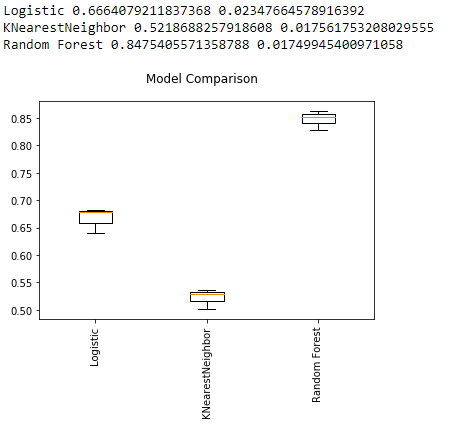 Logistic 0.6664079211837368 0.02347664578916392
KNearestNeighbor 0.5218688257918608 0.017561753208029555
Random Forest 0.8475405571358788 0.01749945400971058
Model Comparison
0.85
0.80
0.75
0.70
0.65
0.60
0.55
0.50
Logistic
KNearestNeighbor
Random Forest